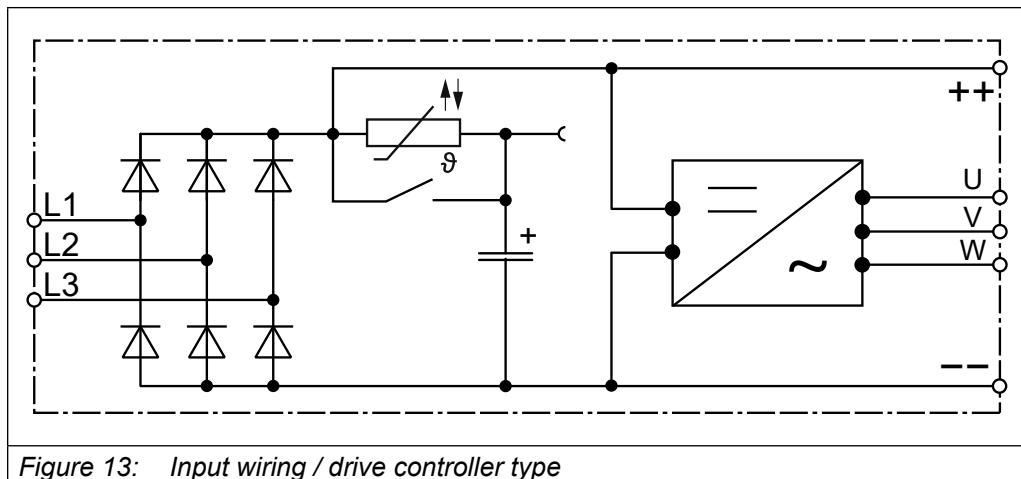 ++
ϑ
L1
U
V
L2
+
W
L3
~
--
Figure 13: Input wiring / drive controller type